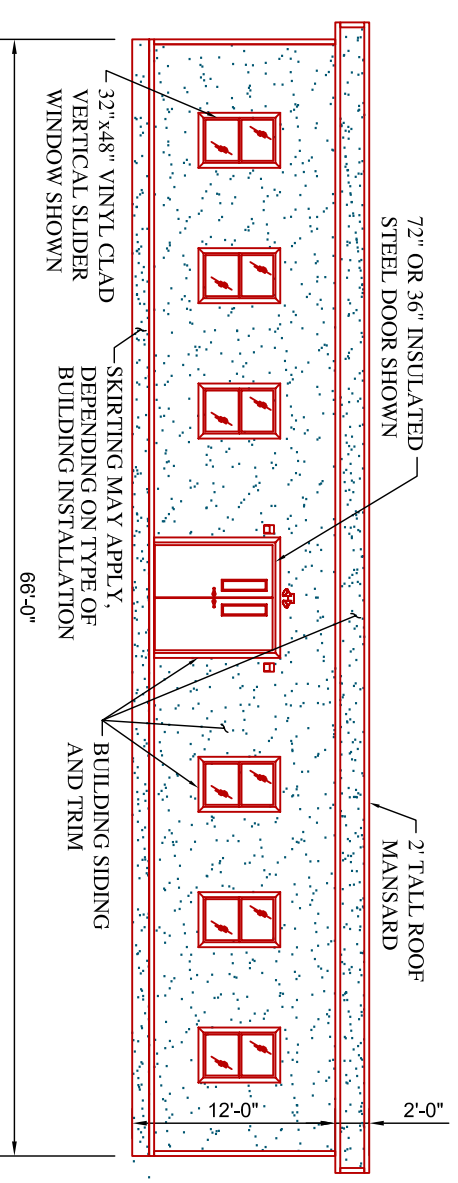 72" OR 36" INSULATED
STEEL DOOR SHOWN
2' TALL ROOF
MANSARD
2'-0"
12'-0"
32"x48" VINYL CLAD
VERTICAL SLIDER
WINDOW SHOWN
SKIRTING MAY APPLY,
DEPENDING ON TYPE OF
BUILDING INSTALLATION
BUILDING SIDING
AND TRIM
66'-0"